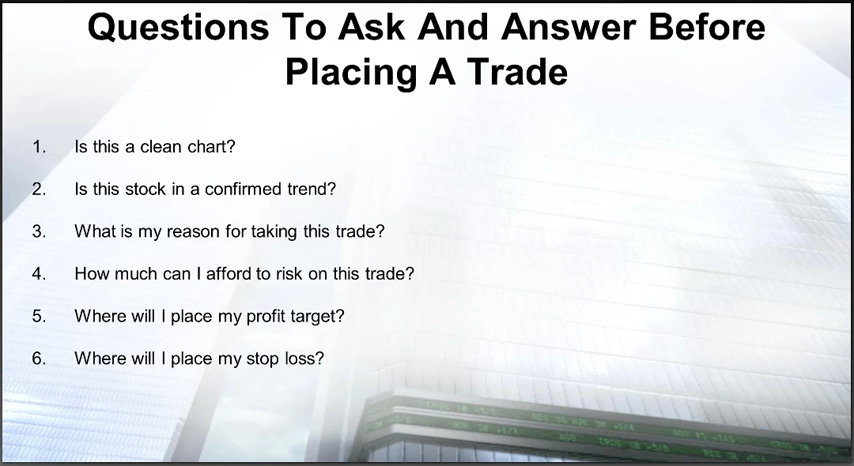 Questions To Ask And Answer Before
Placing A Trade
1. Is this a clean chart?
2. Is this stock in a confirmed trend?
3. What is my reason for taking this trade?
4. How much can I afford to risk on this trade?
5. Where will I place my profit target?
6. Where will I place my stop loss?